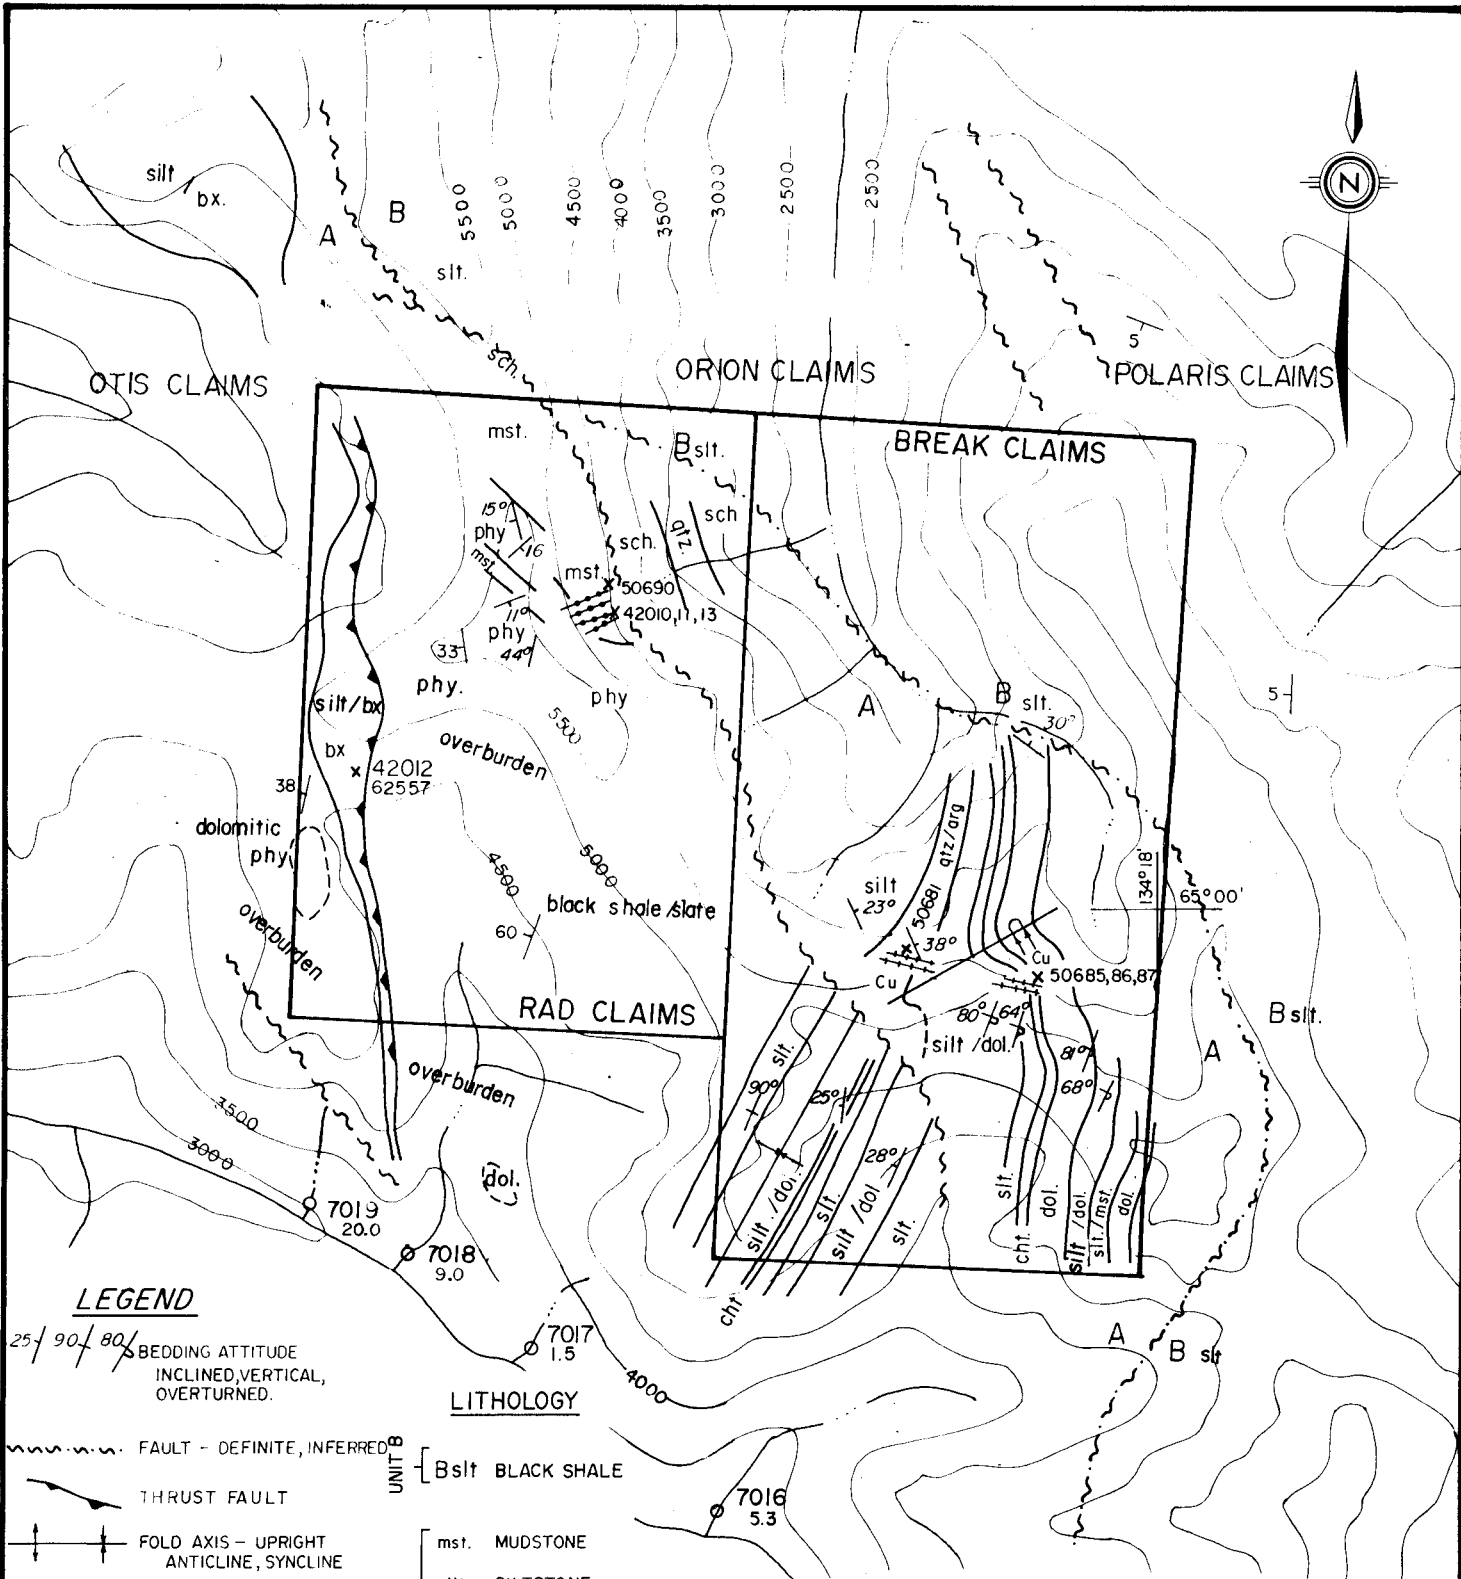 silt
bx.
A
B
slt.
5500
5000
4500
4000
3500
3000
2500
2500
N
5
sch.
OTIS CLAIMS
ORION CLAIMS
POLARIS CLAIMS
mst.
B slt.
BREAK CLAIMS
15°
phy
16
mst.
sch.
qtz.
sch
mst.
50690
42010,11,13
11°
phy
44°
33
phy.
phy
silt/bx
5500
A
B
slt.
30°
5
bx
42012
62557
overburden
38
dolomitic
phy
4500
5000
qtz/arg
134°18'
65°00'
silt
23°
50681
38°
black shale/slate
overburden
60
Cu
Cu
50685,86,87
RAD CLAIMS
80°
64°
silt/dol.
B slt.
A
slt.
81°
68°
90°
25°
overburden
3500
3000
28°
dol.
silt./dol.
slt.
silt/dol
slt.
slt.
cht.
dol.
silt/dol.
slt./mst.
dol.
cht
7019
20.0
7018
9.0
7017
1.5
4000
A
B slt
LEGEND
25 90 80 BEDDING ATTITUDE
INCLINED, VERTICAL,
OVERTURNED.
FAULT - DEFINITE, INFERRED
THRUST FAULT
FOLD AXIS - UPRIGHT
ANTICLINE, SYNCLINE
LITHOLOGY
UNIT B
Bslt BLACK SHALE
mst. MUDSTONE
7016
5.3